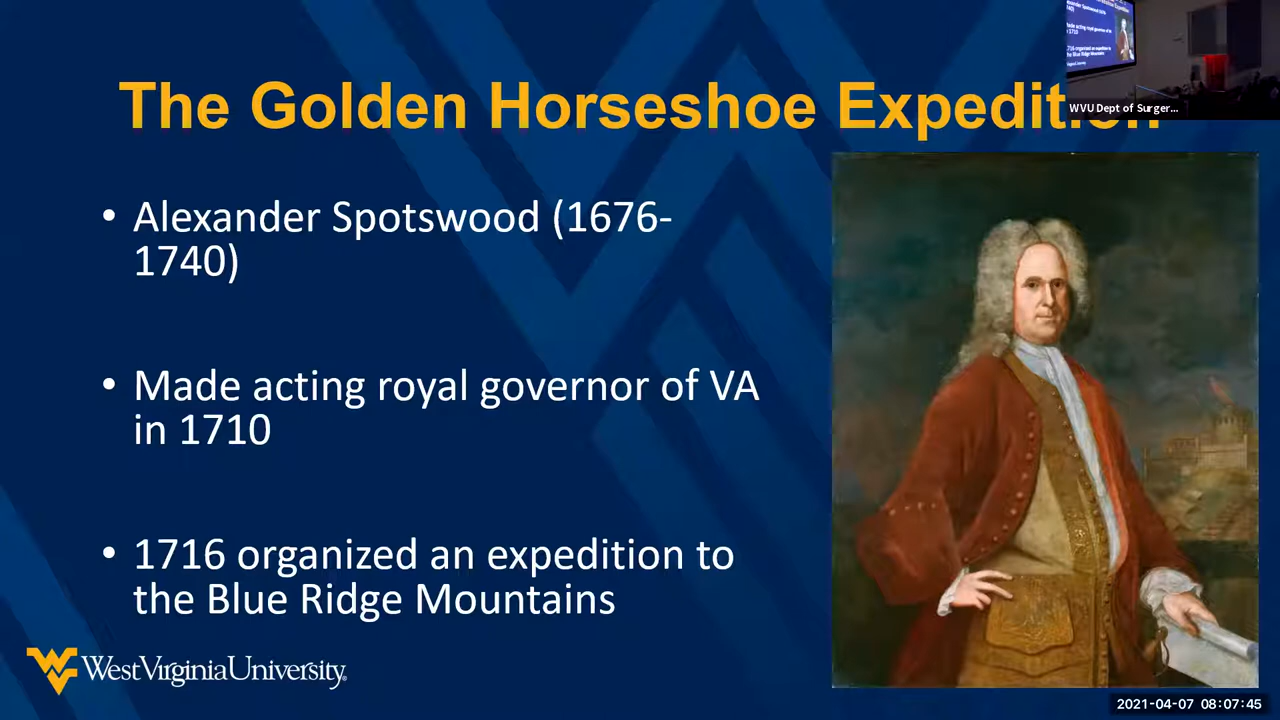 The Golden Horseshoe Expedition
• Alexander Spotswood (1676-
1740)
• Made acting royal governor of VA
in 1710
• 1716 organized an expedition to
the Blue Ridge Mountains
WestVirginiaUniversity.
WVU Dept of Surger...
2021-04-07 08:07:45